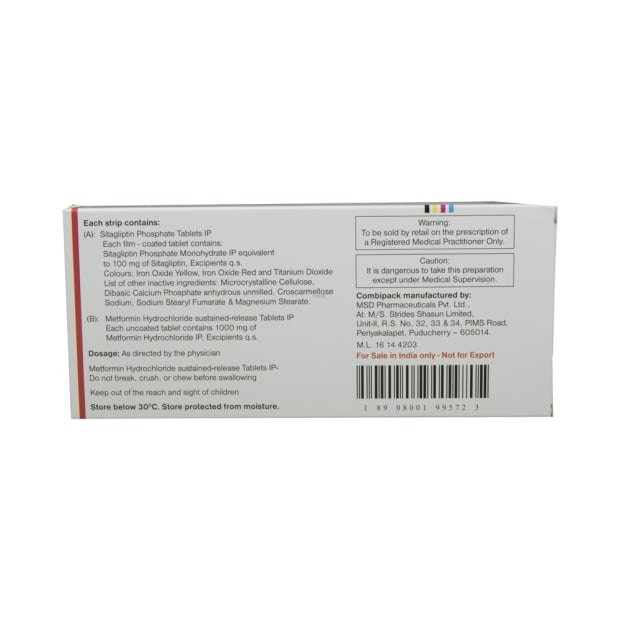 Each strip contains:
(A): Sitagliptin Phosphate Tablets IP
Each film - coated tablet contains:
Sitagliptin Phosphate Monohydrate IP equivalent
to 100 mg of Sitagliptin, Excipients q.s.
Colours: Iron Oxide Yellow, Iron Oxide Red and Titanium Dioxide
List of other inactive ingredients: Microcrystalline Cellulose,
Dibasic Calcium Phosphate anhydrous unmilled, Croscarmellose
Sodium, Sodium Stearyl Fumarate & Magnesium Stearate.
(B): Metformin Hydrochloride sustained-release Tablets IP
Each uncoated tablet contains 1000 mg of
Metformin Hydrochloride IP, Excipients q.s.
Dosage: As directed by the physician
Metformin Hydrochloride sustained-release Tablets IP-
Do not break, crush, or chew before swallowing
Keep out of the reach and sight of children
Store below 30°C. Store protected from moisture.
Warning:
To be sold by retail on the prescription of
a Registered Medical Practitioner Only.
Caution:
It is dangerous to take this preparation
except under Medical Supervision.
Combipack manufactured by:
MSD Pharmaceuticals Pvt. Ltd.,
At: M/S. Strides Shasun Limited,
Unit-II, R.S. No. 32, 33 & 34, PIMS Road,
Periyakalapet, Puducherry – 605014.
M.L. 16 14 4203
For Sale in India only - Not for Export
1 89 08001 99572 3